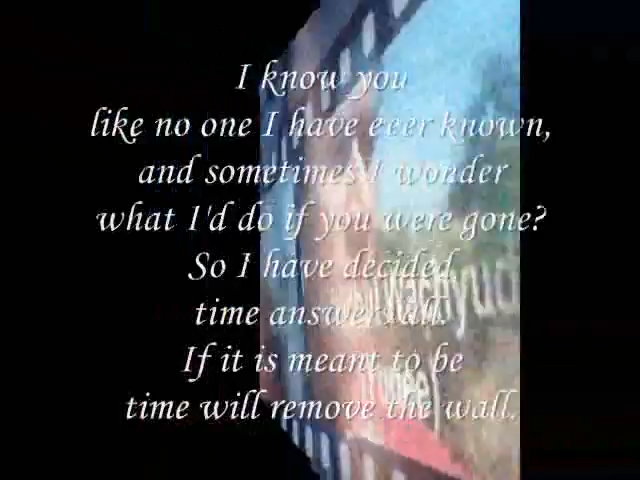 I know you
like no one I have ever known,
and sometimes I wonder
what I'd do if you were gone?
So I have decided,
time answers all.
If it is meant to be
time will remove the wall.